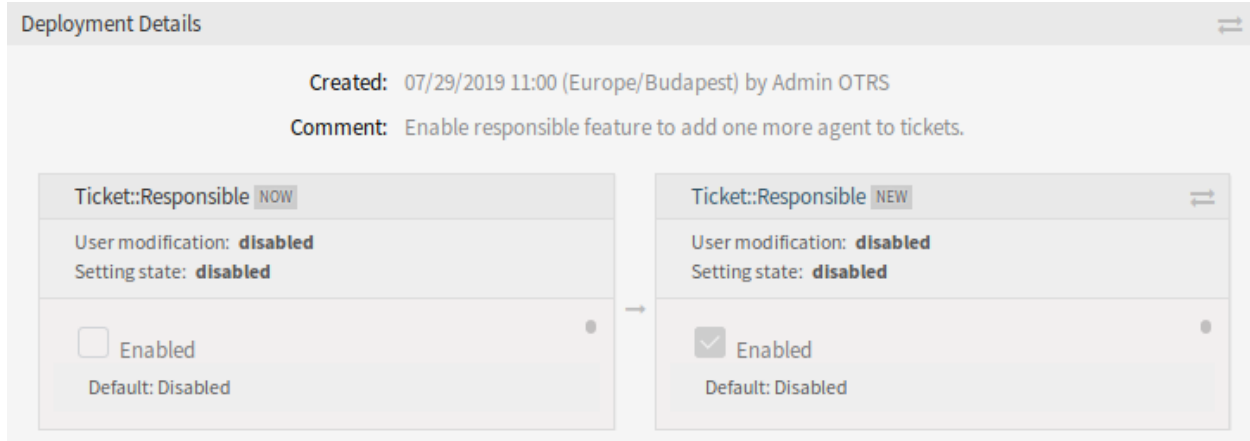 Deployment Details
Created: 07/29/2019 11:00 (Europe/Budapest) by Admin OTRS
Comment: Enable responsible feature to add one more agent to tickets.
Ticket::Responsible NOW
User modification: disabled
Setting state: disabled
Enabled
Default: Disabled
Ticket::Responsible NEW
User modification: disabled
Setting state: disabled
Enabled
Default: Disabled